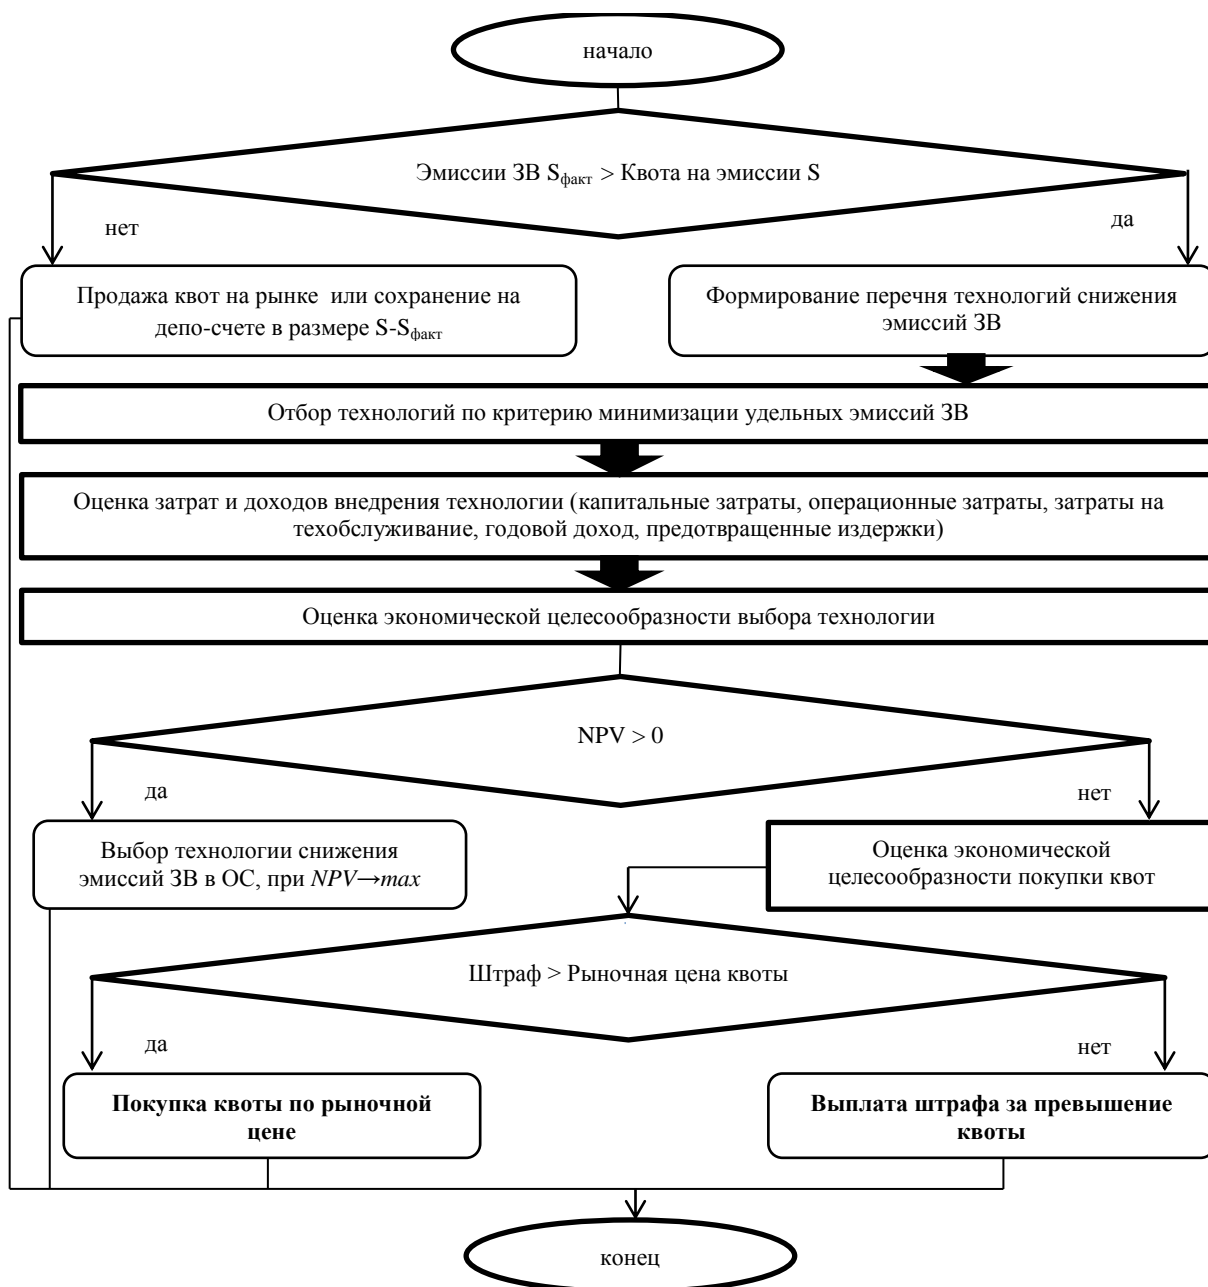 начало
Эмиссии ЗВ Sфакт > Квота на эмиссии S
нет
да
Продажа квот на рынке или сохранение на
депо-счете в размере S-Sфакт
Формирование перечня технологий снижения
эмиссий ЗВ
Отбор технологий по критерию минимизации удельных эмиссий ЗВ
Оценка затрат и доходов внедрения технологии (капитальные затраты, операционные затраты, затраты на
техобслуживание, годовой доход, предотвращенные издержки)
Оценка экономической целесообразности выбора технологии
NPV > 0
да
нет
Выбор технологии снижения
эмиссий ЗВ в ОС, при NPV→max
Оценка экономической
целесообразности покупки квот
Штраф > Рыночная цена квоты
да
нет
Покупка квоты по рыночной
цене
Выплата штрафа за превышение
квоты
конец